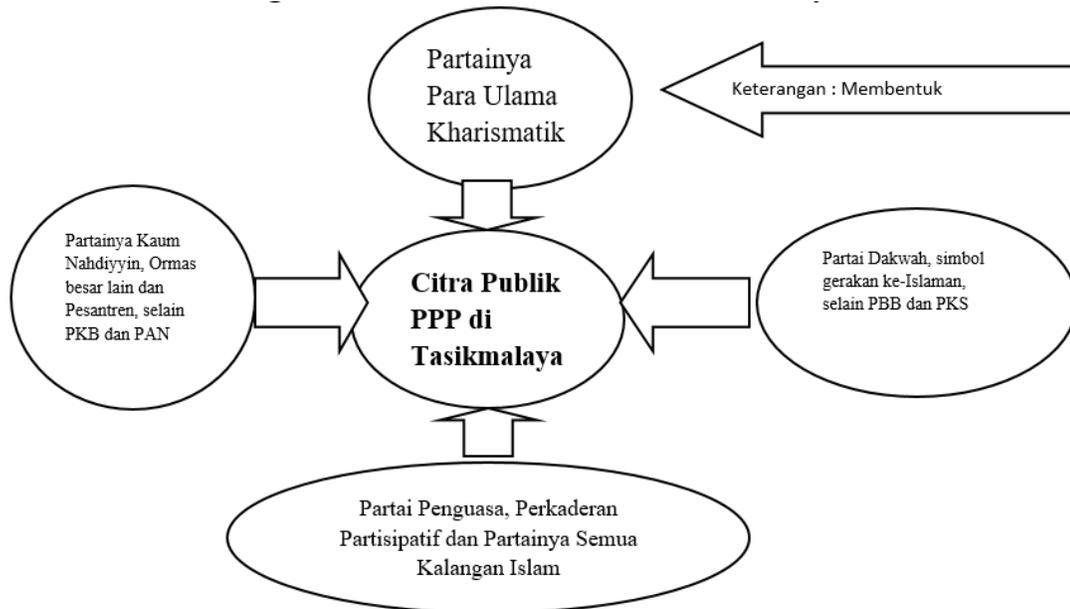 Partainya
Para Ulama
Kharismatik
Keterangan : Membentuk
Partainya Kaum
Nahdiyyin, Ormas
besar lain dan
Pesantren, selain
PKB dan PAN
Citra Publik
PPP di
Tasikmalaya
Partai Dakwah, simbol
gerakan ke-Islaman,
selain PBB dan PKS
Partai Penguasa, Perkaderan
Partisipatif dan Partainya Semua
Kalangan Islam